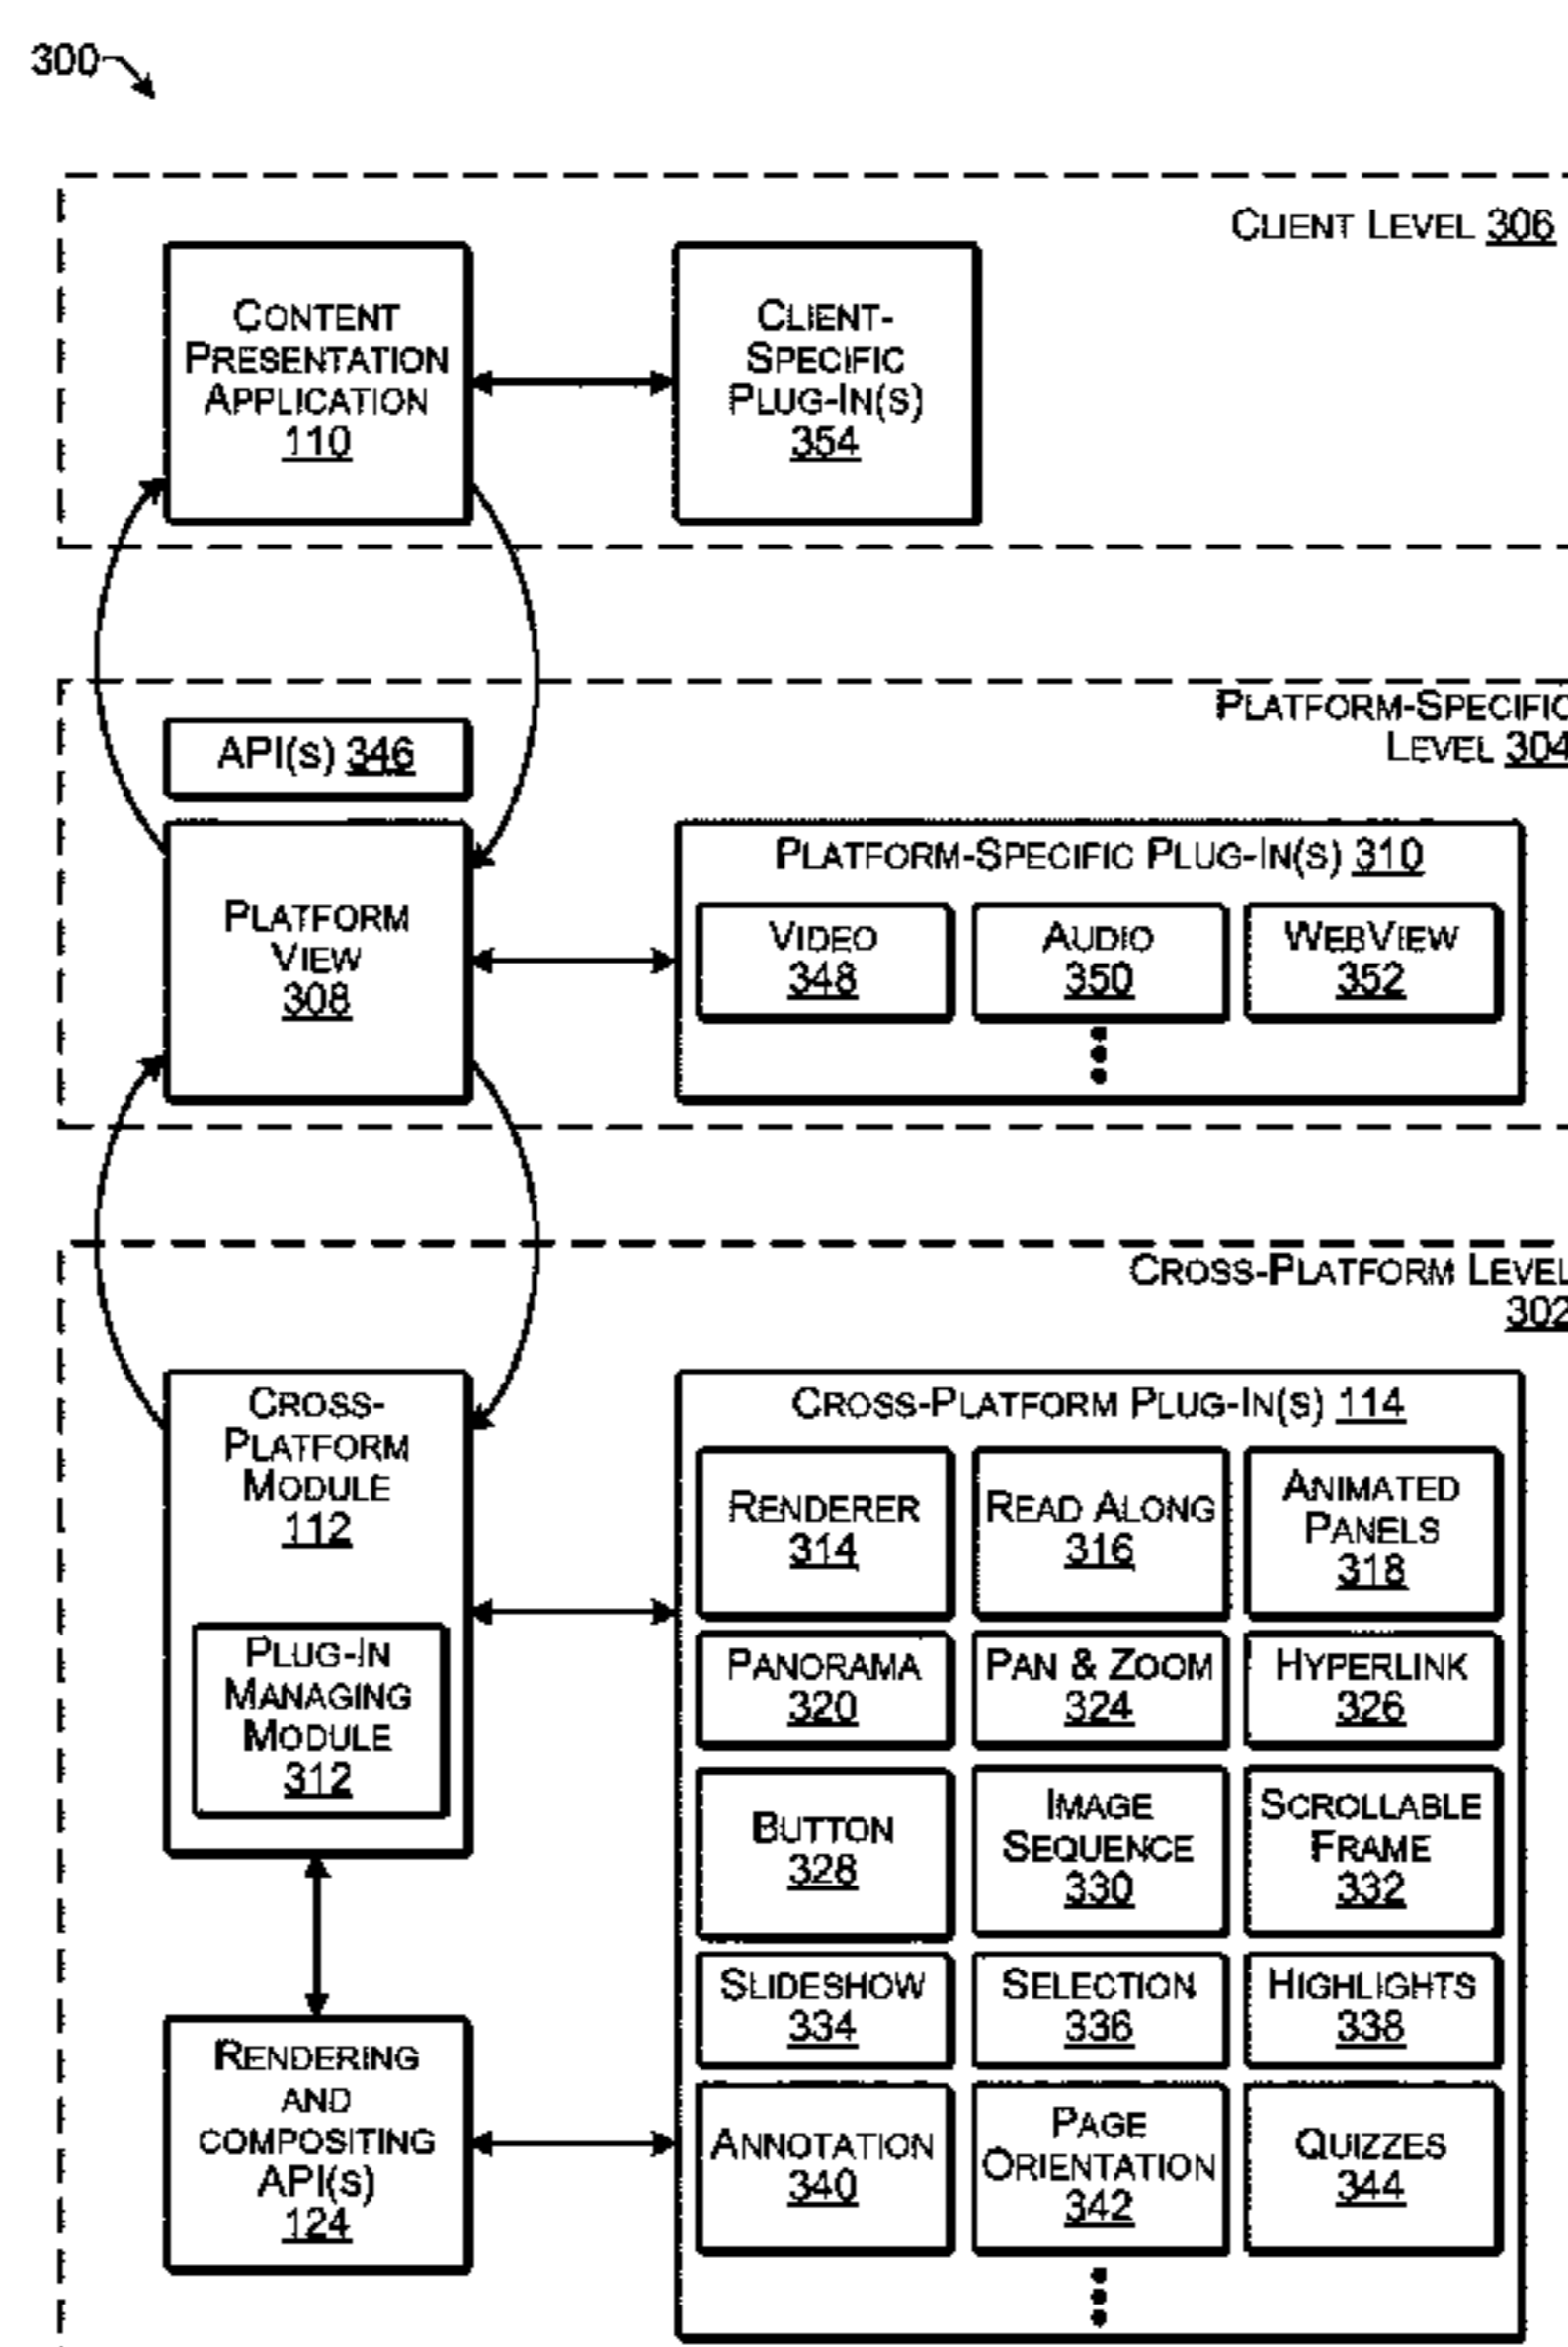 300
CLIENT LEVEL 306
CONTENT
PRESENTATION
APPLICATION
110
CLIENT-
SPECIFIC
PLUG-IN(S)
354
PLATFORM-SPECIFIC
LEVEL 304
API(S) 346
PLATFORM
VIEW
308
PLATFORM-SPECIFIC PLUG-IN(S) 310
VIDEO
348
AUDIO
350
WEBVIEW
352
CROSS-PLATFORM LEVEL
302
CROSS-
PLATFORM
MODULE
112
PLUG-IN
MANAGING
MODULE
312
CROSS-PLATFORM PLUG-IN(S) 114
RENDERER
314
READ ALONG
316
ANIMATED
PANELS
318
PANORAMA
320
PAN & ZOOM
324
HYPERLINK
326
BUTTON
328
IMAGE
SEQUENCE
330
SCROLLABLE
FRAME
332
SLIDESHOW
334
SELECTION
336
HIGHLIGHTS
338
RENDERING
AND
COMPOSITING
API(S)
124
ANNOTATION
340
PAGE
ORIENTATION
342
QUIZZES
344